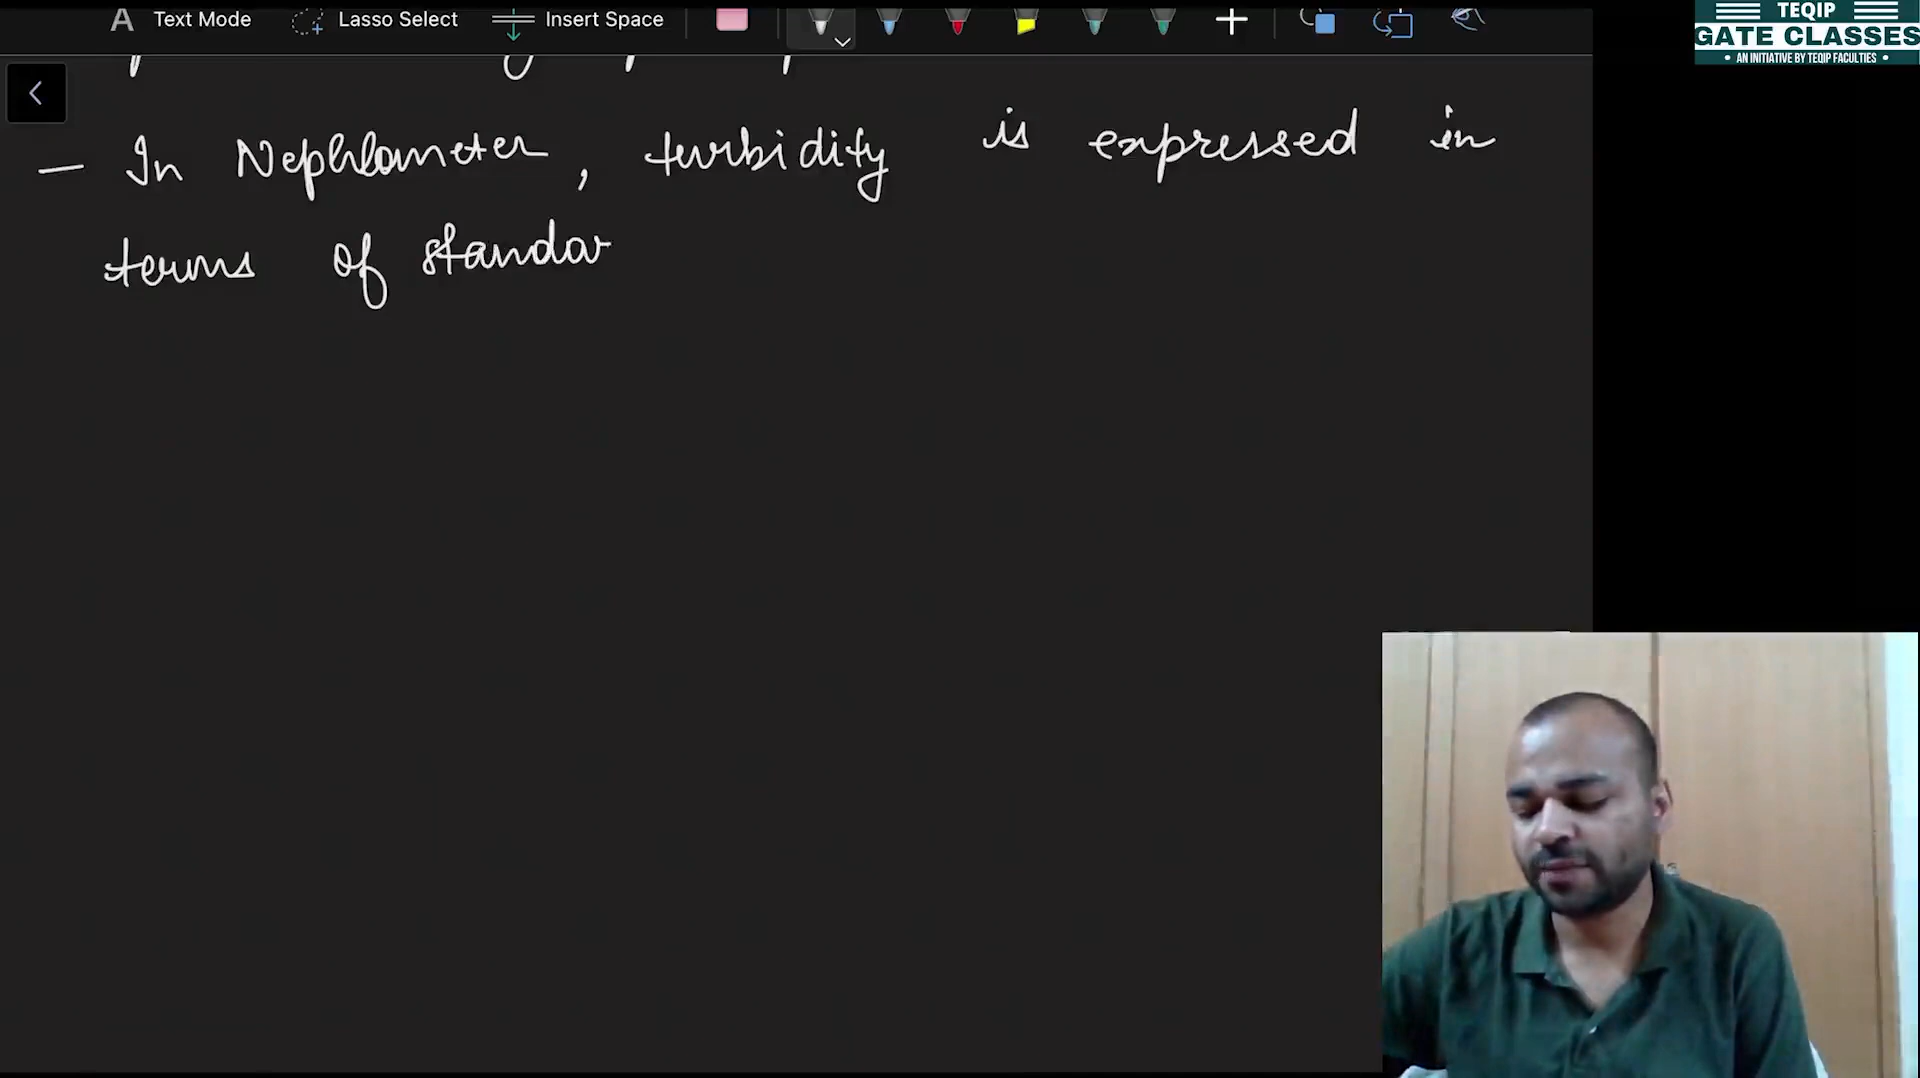 Text Mode Lasso Select Insert Space
TEQIP
GATE CLASSES
• AN INITIATIVE BY TEQIP FACULTIES •
– In Nephlometer, turbidity is expressed in
terms of standar